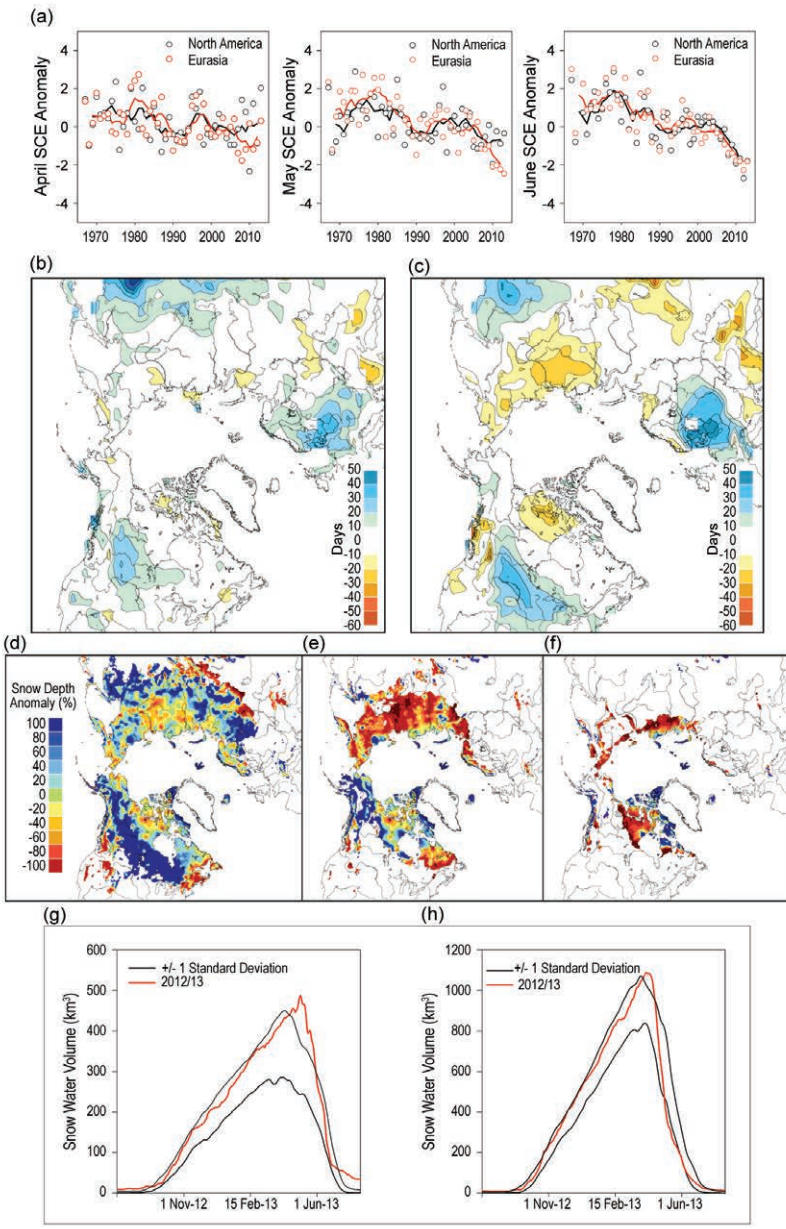 (a)
4
2
0
-2
-4
April SCE Anomaly
North America
Eurasia
1970 1980 1990 2000 2010
4
2
0
-2
-4
May SCE Anomaly
North America
Eurasia
1970 1980 1990 2000 2010
4
2
0
-2
-4
June SCE Anomaly
North America
Eurasia
1970 1980 1990 2000 2010
(b)
Days
50
40
30
20
10
0
-10
-20
-30
-40
-50
-60
(c)
Days
50
40
30
20
10
0
-10
-20
-30
-40
-50
-60
(d)
Snow Depth
Anomaly (%)
100
80
60
40
20
0
-20
-40
-60
-80
-100
(e)
(f)
(g)
Snow Water Volume (km³)
600
500
400
300
200
100
0
+/- 1 Standard Deviation
2012/13
1 Nov-12 15 Feb-13 1 Jun-13
(h)
Snow Water Volume (km³)
1200
1000
800
600
400
200
0
+/- 1 Standard Deviation
2012/13
1 Nov-12 15 Feb-13 1 Jun-13